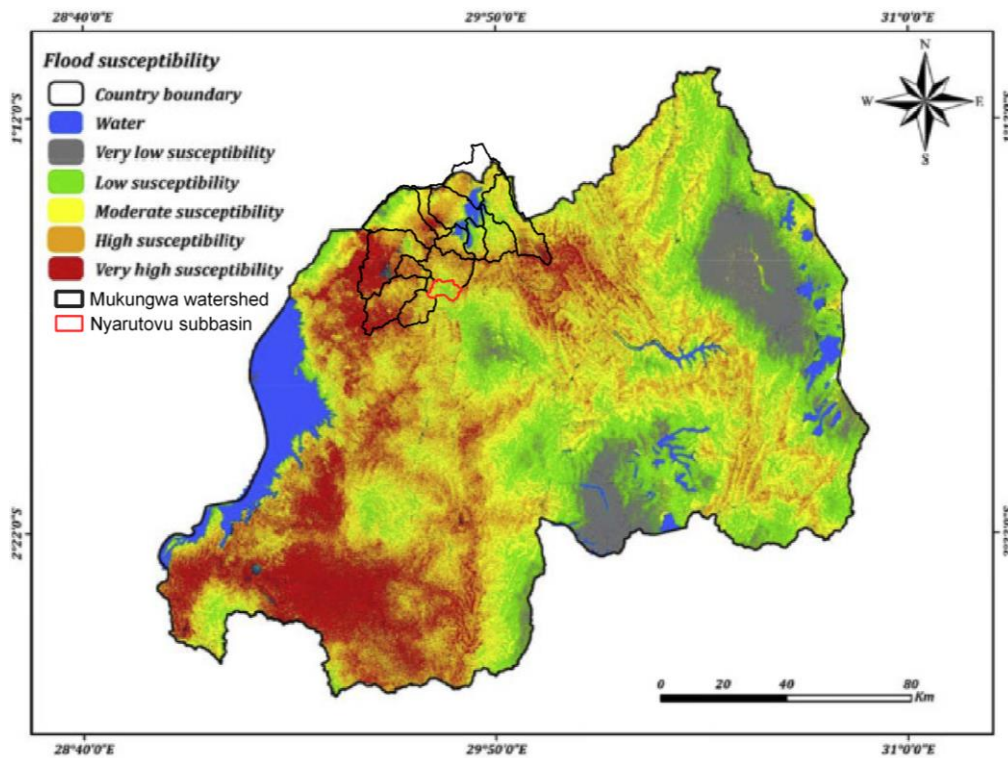 28°40'0"E 29°50'0"E 31°0'0"E
Flood susceptibility
Country boundary
Water
Very low susceptibility
Low susceptibility
Moderate susceptibility
High susceptibility
Very high susceptibility
Mukungwa watershed
Nyarutovu subbasin
N
W E
S
1°12'0"S
2°22'0"S
0 20 40 80
Km
28°40'0"E 29°50'0"E 31°0'0"E